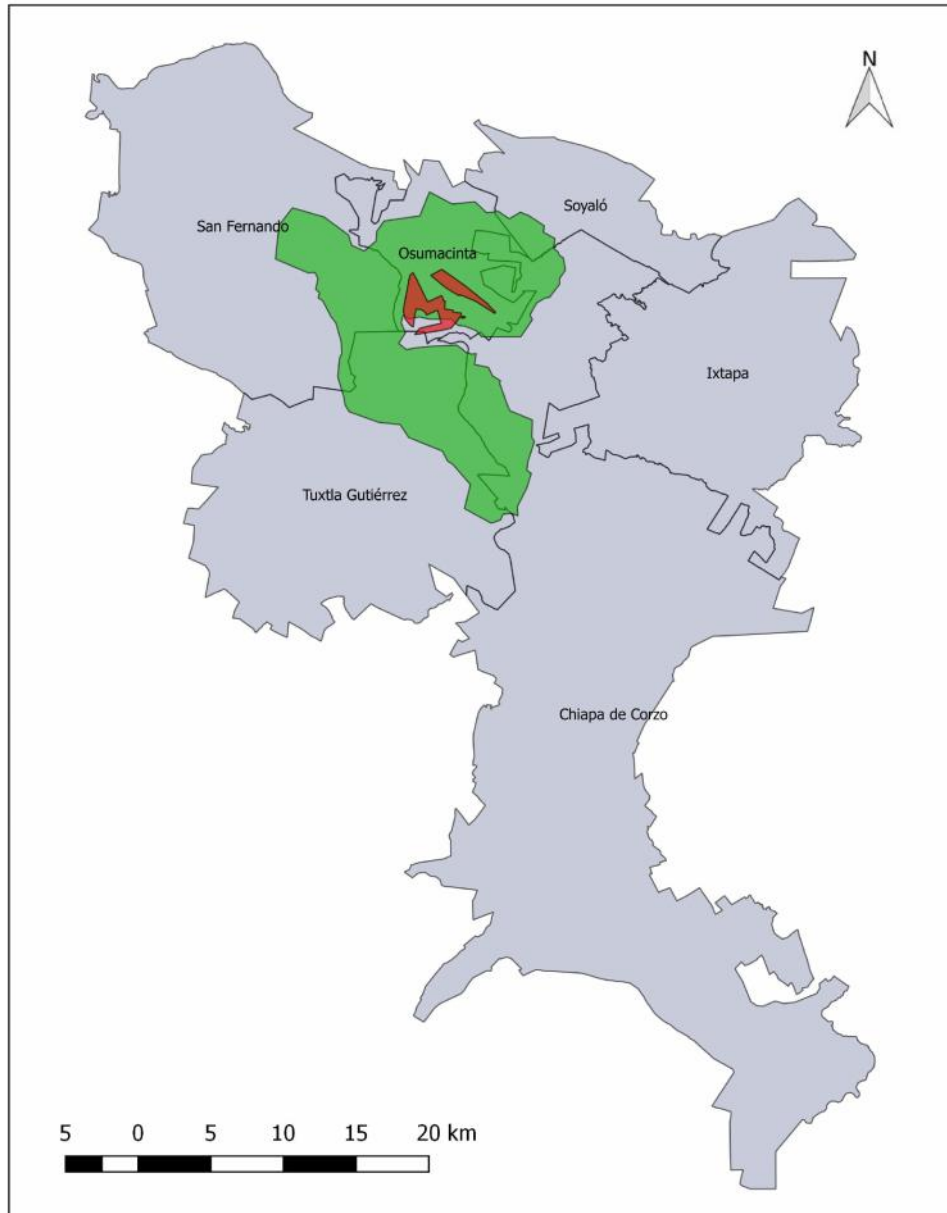 N
Soyaló
San Fernando
Osumacinta
Ixtapa
Tuxtla Gutiérrez
Chiapa de Corzo
5 0 5 10 15 20 km